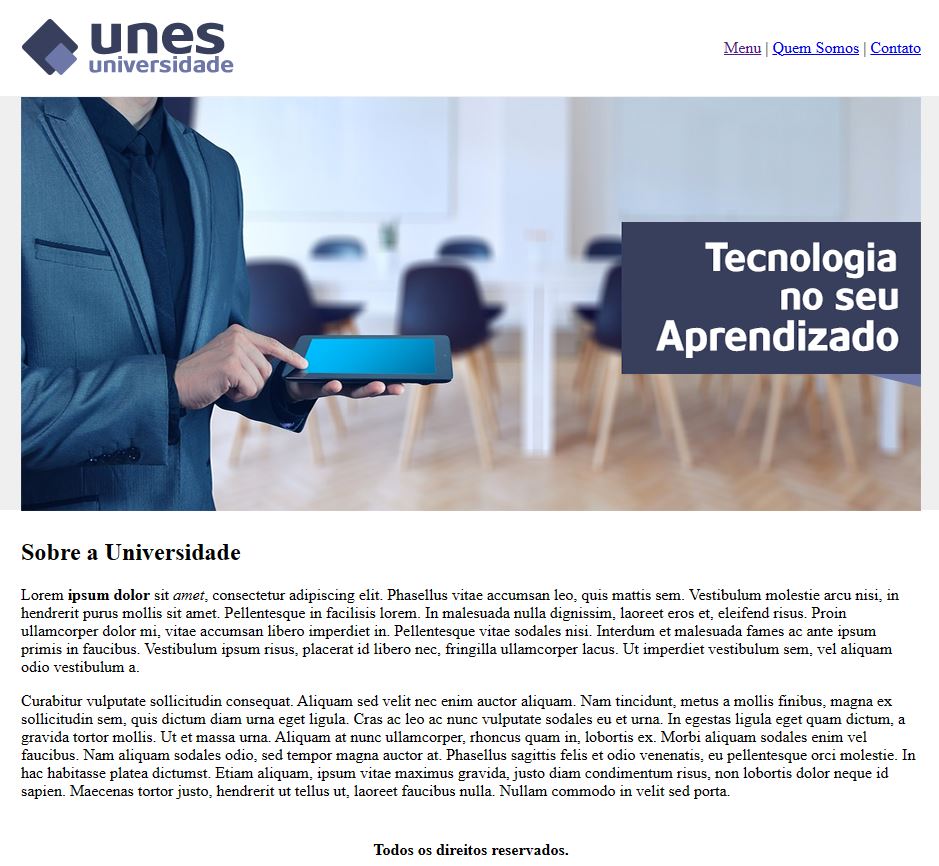 unes
universidade
Menu | Quem Somos | Contato
Tecnologia
no seu
Aprendizado
Sobre a Universidade
Lorem ipsum dolor sit amet, consectetur adipiscing elit. Phasellus vitae accumsan leo, quis mattis sem. Vestibulum molestie arcu nisi, in
hendrerit purus mollis sit amet. Pellentesque in facilisis lorem. In malesuada nulla dignissim, laoreet eros et, eleifend risus. Proin
ullamcorper dolor mi, vitae accumsan libero imperdiet in. Pellentesque vitae sodales nisi. Interdum et malesuada fames ac ante ipsum
primis in faucibus. Vestibulum ipsum risus, placerat id libero nec, fringilla ullamcorper lacus. Ut imperdiet vestibulum sem, vel aliquam
odio vestibulum a.
Curabitur vulputate sollicitudin consequat. Aliquam sed velit nec enim auctor aliquam. Nam tincidunt, metus a mollis finibus, magna ex
sollicitudin sem, quis dictum diam urna eget ligula. Cras ac leo ac nunc vulputate sodales eu et urna. In egestas ligula eget quam dictum, a
gravida tortor mollis. Ut et massa urna. Aliquam at nunc ullamcorper, rhoncus quam in, lobortis ex. Morbi aliquam sodales enim vel
faucibus. Nam aliquam sodales odio, sed tempor magna auctor at. Phasellus sagittis felis et odio venenatis, eu pellentesque orci molestie. In
hac habitasse platea dictumst. Etiam aliquam, ipsum vitae maximus gravida, justo diam condimentum risus, non lobortis dolor neque id
sapien. Maecenas tortor justo, hendrerit ut tellus ut, laoreet faucibus nulla. Nullam commodo in velit sed porta.
Todos os direitos reservados.